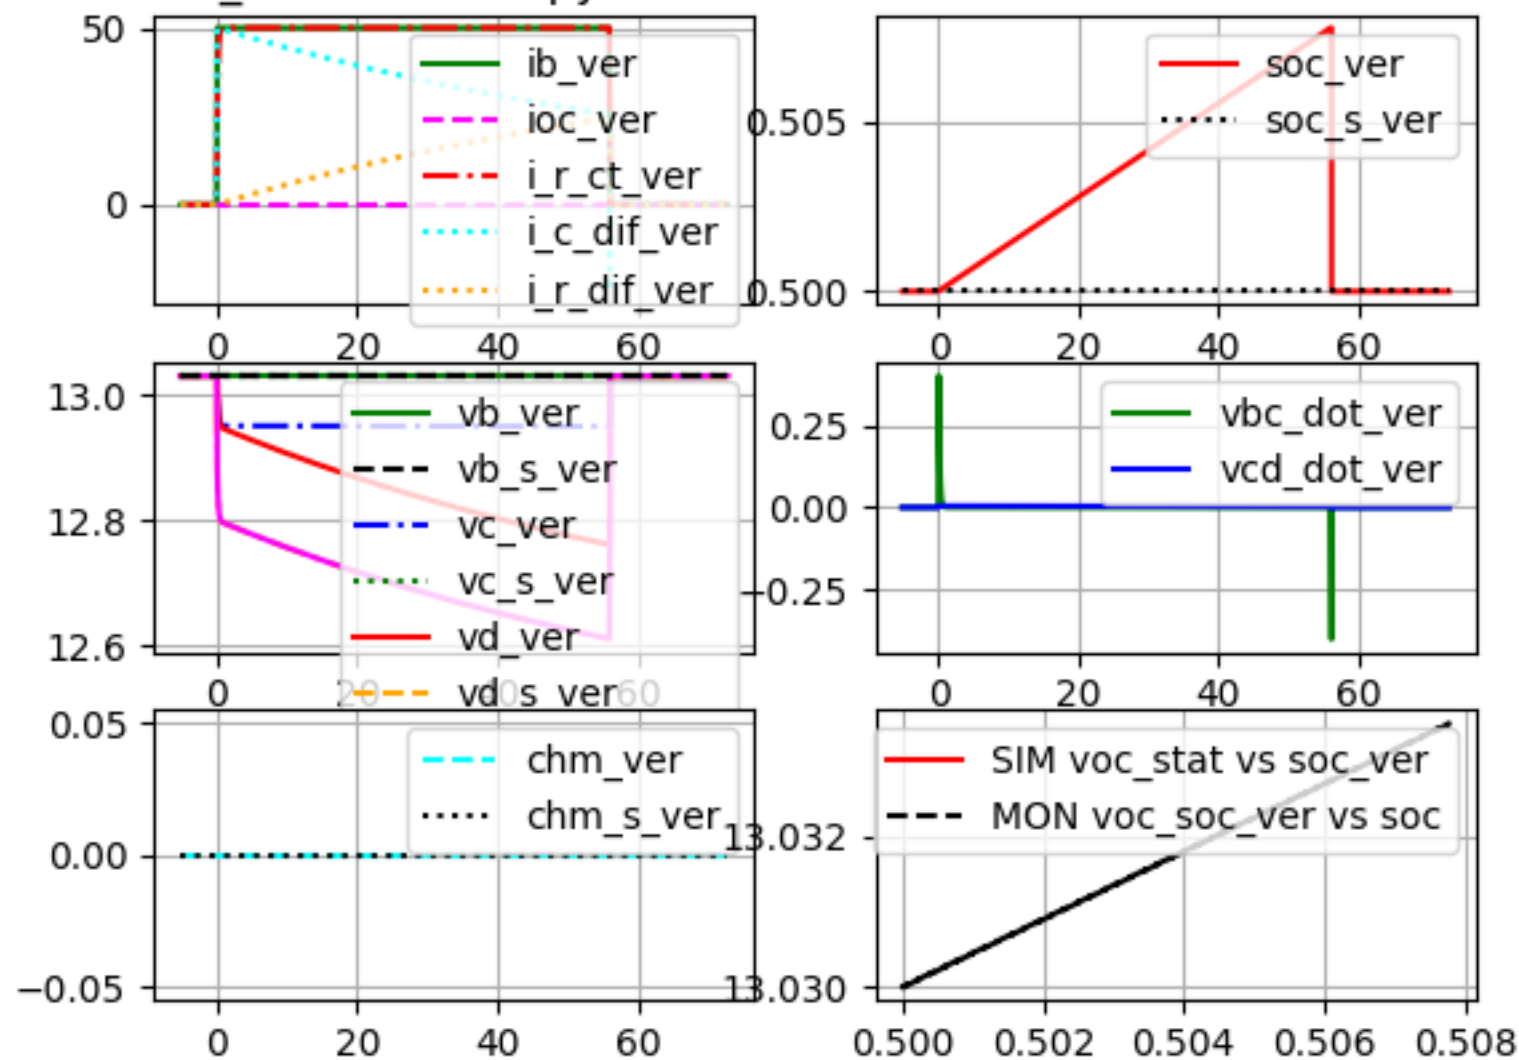 50
0
ib_ver
ioc_ver
i_r_ct_ver
i_c_dif_ver
i_r_dif_ver
0 20 40 60
0.505
0.500
soc_ver
soc_s_ver
0 20 40 60
13.0
12.8
12.6
vb_ver
vb_s_ver
vc_ver
vc_s_ver
vd_ver
vd_s_ver
0 20 40 60
0.25
0.00
−0.25
vbc_dot_ver
vcd_dot_ver
0 20 40 60
0.05
0.00
−0.05
chm_ver
chm_s_ver
0 20 40 60
13.032
13.030
SIM voc_stat vs soc_ver
MON voc_soc_ver vs soc
0.500 0.502 0.504 0.506 0.508